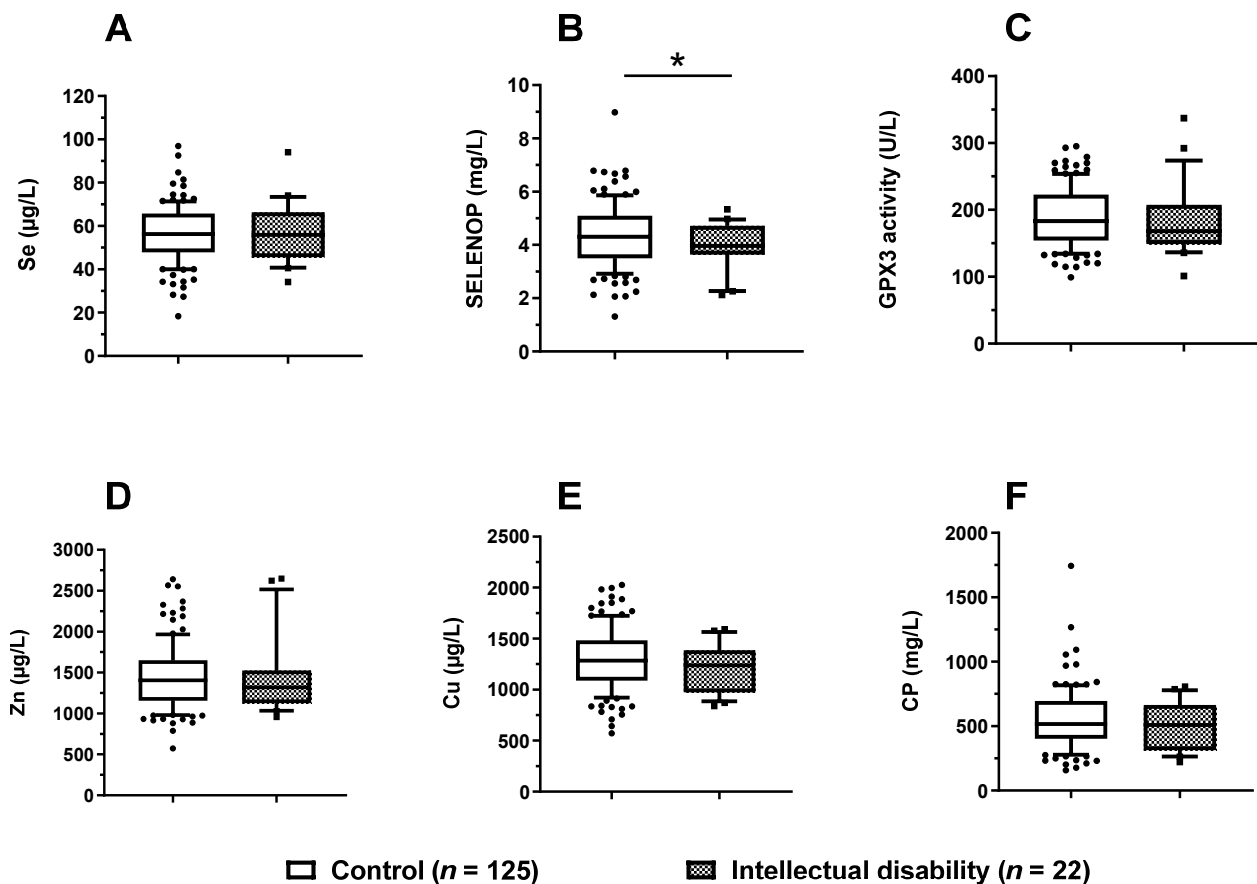 A
B
C
Se (µg/L)
120
100
80
60
40
20
0
SELENOP (mg/L)
*
10
8
6
4
2
0
GPX3 activity (U/L)
400
300
200
100
0
D
E
F
Zn (µg/L)
3000
2500
2000
1500
1000
500
0
Cu (µg/L)
2500
2000
1500
1000
500
0
CP (mg/L)
2000
1500
1000
500
0
Control (n = 125)
Intellectual disability (n = 22)